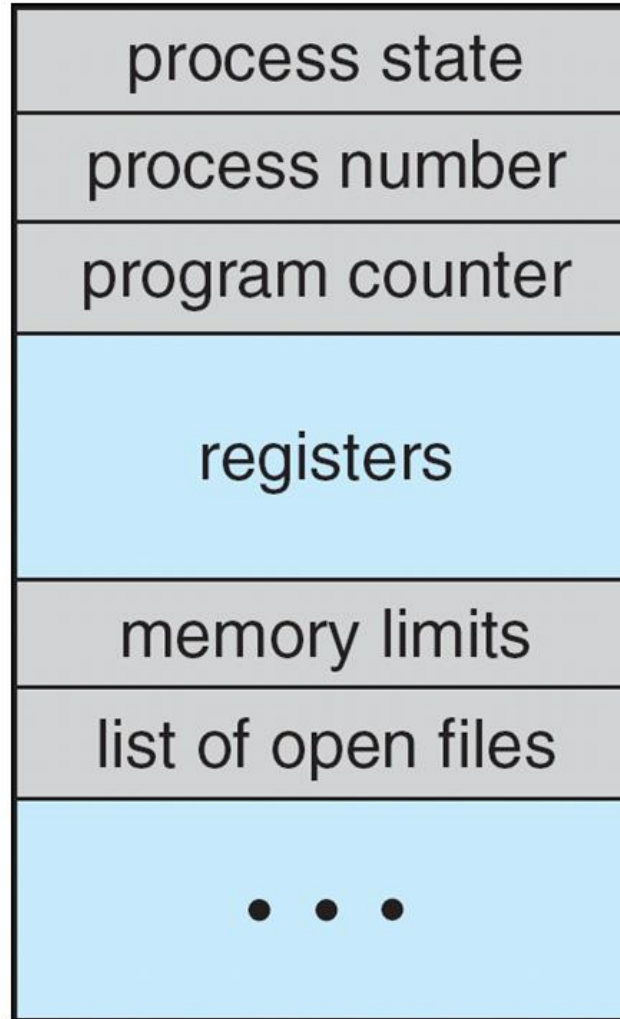 process state
process number
program counter
registers
memory limits
list of open files
• • •